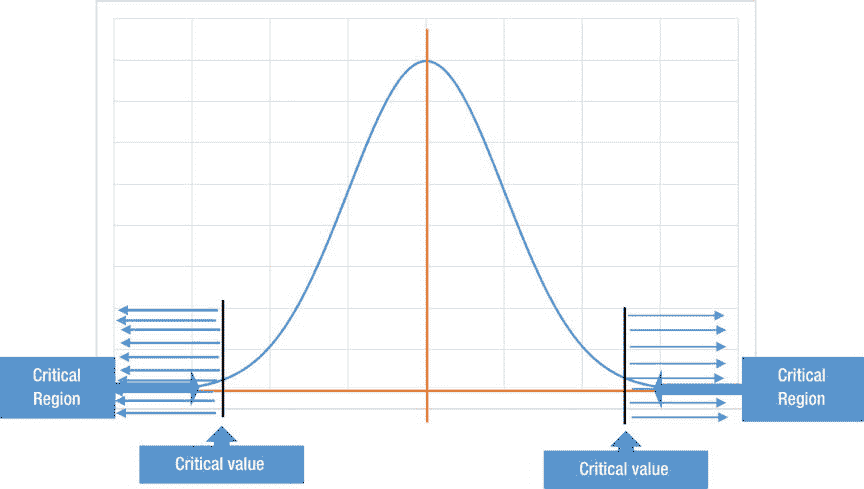 Critical
Region
Critical
Region
Critical value
Critical value